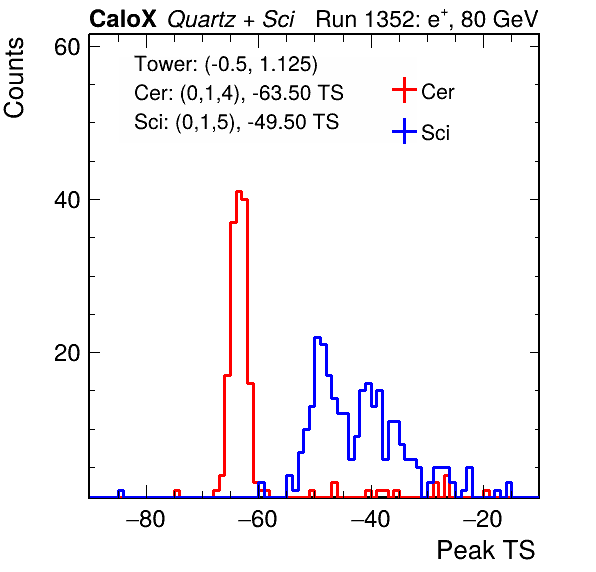 CaloX Quartz + Sci Run 1352: e⁺, 80 GeV
Counts
Tower: (-0.5, 1.125)
Cer: (0,1,4), -63.50 TS
Sci: (0,1,5), -49.50 TS
Cer
Sci
60
40
20
−80 −60 −40 −20
Peak TS